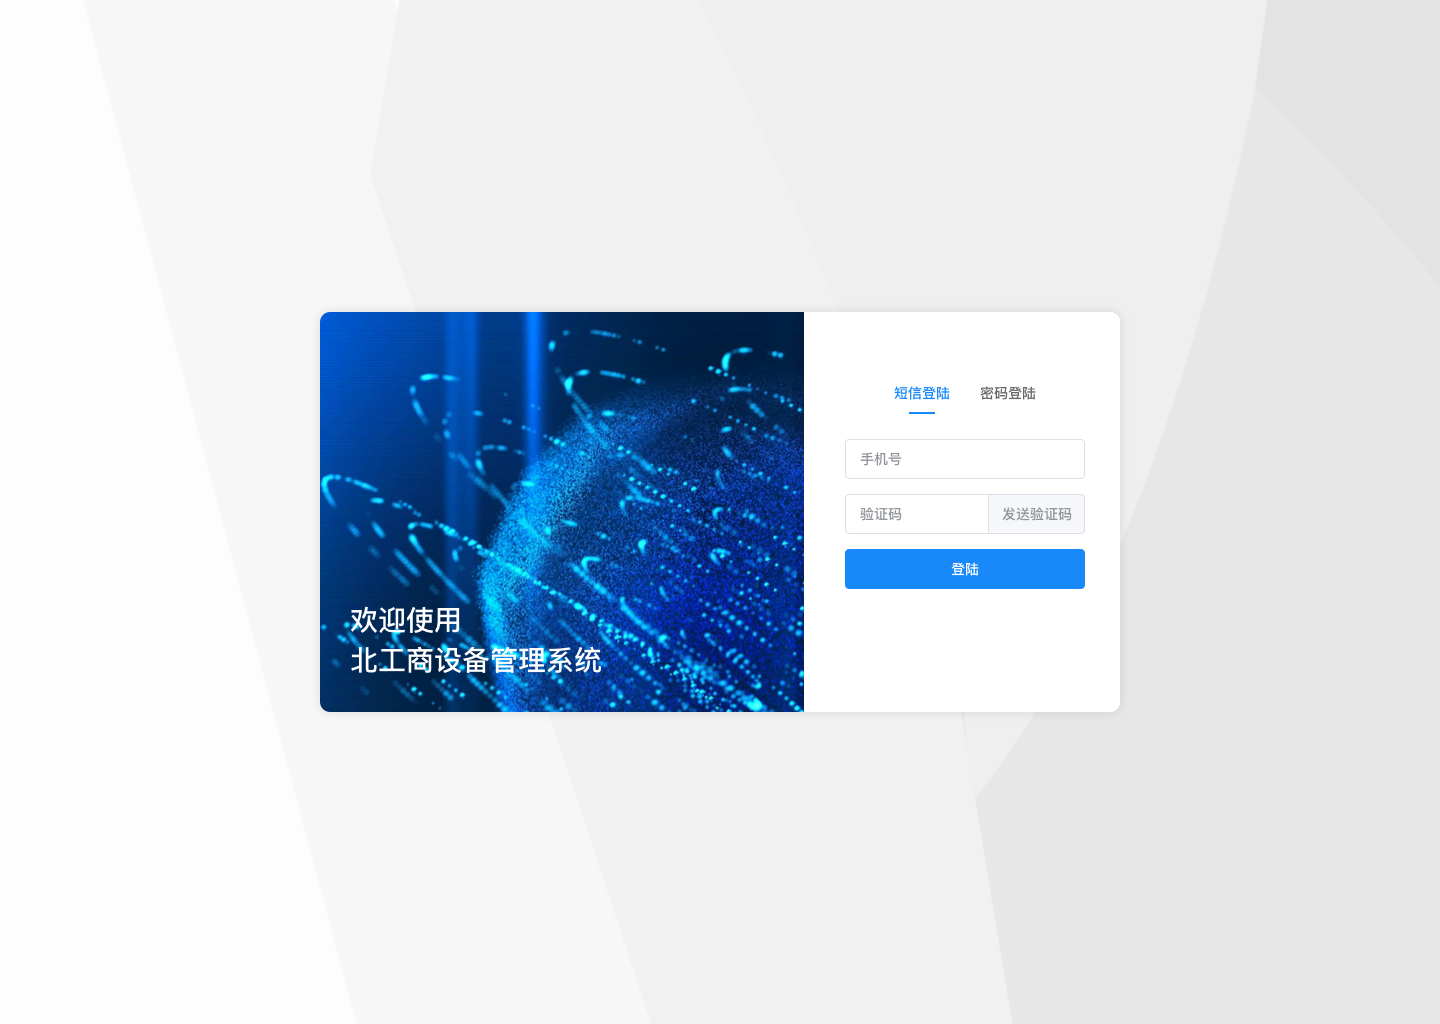 欢迎使用
北工商设备管理系统
短信登陆 密码登陆
手机号
验证码 发送验证码
登陆